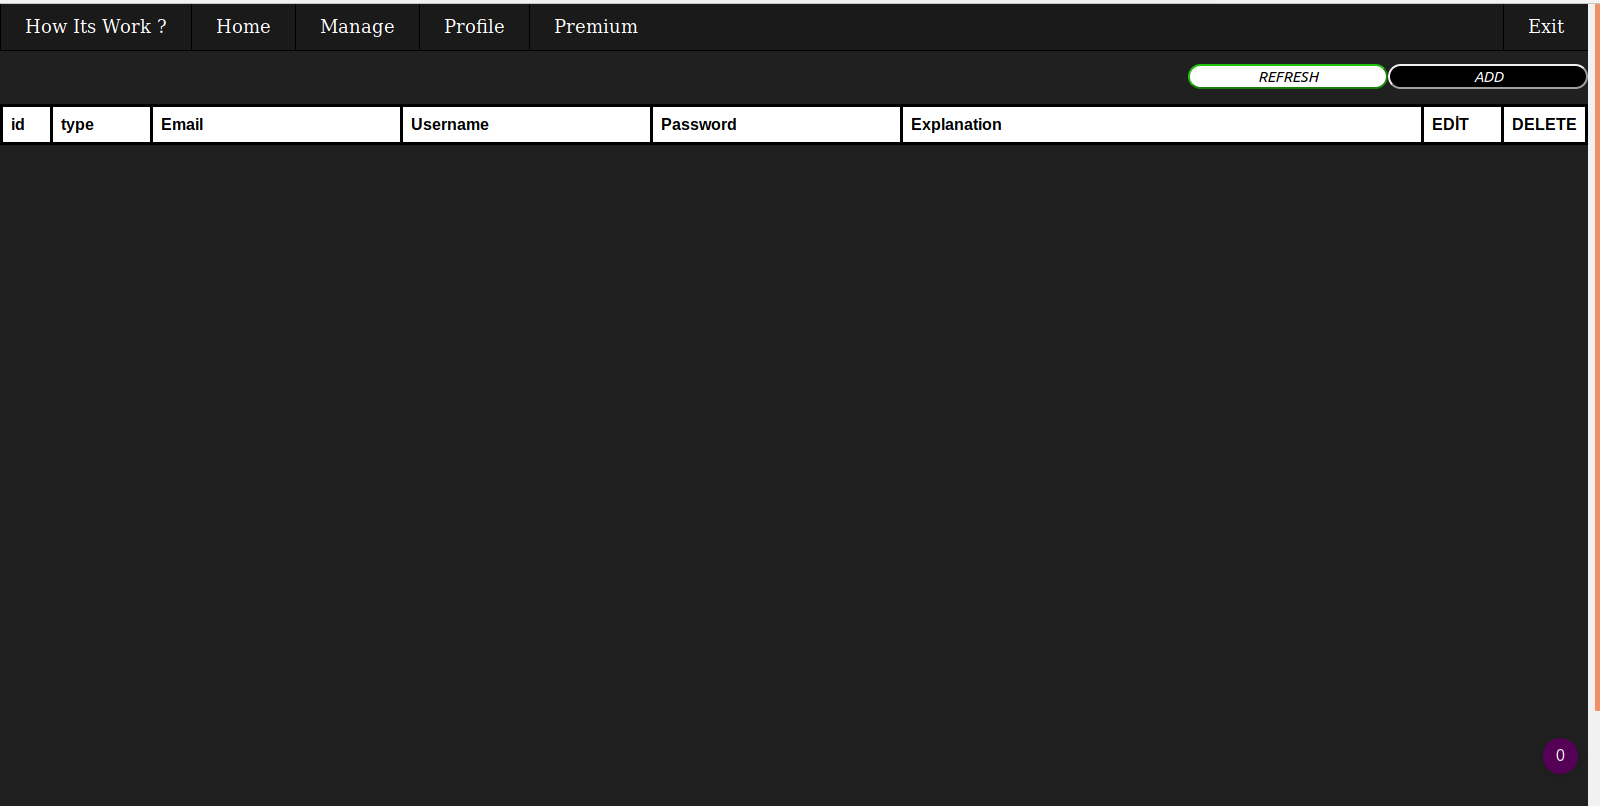 How Its Work ? Home Manage Profile Premium Exit
REFRESH ADD
id type Email Username Password Explanation EDİT DELETE
0